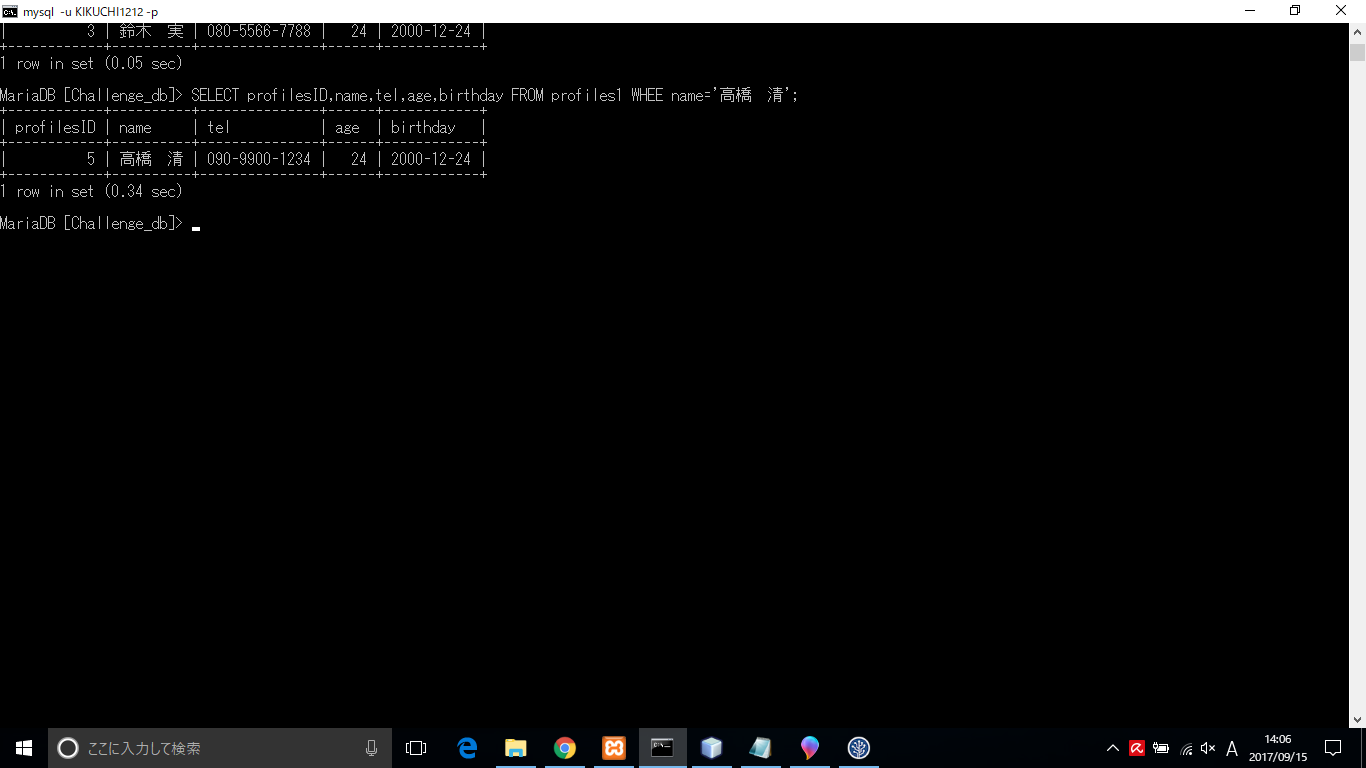 mysql -u KIKUCHI1212 -p
|          3 | 鈴木　実 | 080-5566-7788 |   24 | 2000-12-24 |
+------------+----------+---------------+------+------------+
1 row in set (0.05 sec)
MariaDB [Challenge_db]> SELECT profilesID,name,tel,age,birthday FROM profiles1 WHEE name='高橋　清';
+------------+----------+---------------+------+------------+
| profilesID | name     | tel           | age  | birthday   |
+------------+----------+---------------+------+------------+
|          5 | 高橋　清 | 090-9900-1234 |   24 | 2000-12-24 |
+------------+----------+---------------+------+------------+
1 row in set (0.34 sec)
MariaDB [Challenge_db]>
ここに入力して検索
A
14:06
2017/09/15